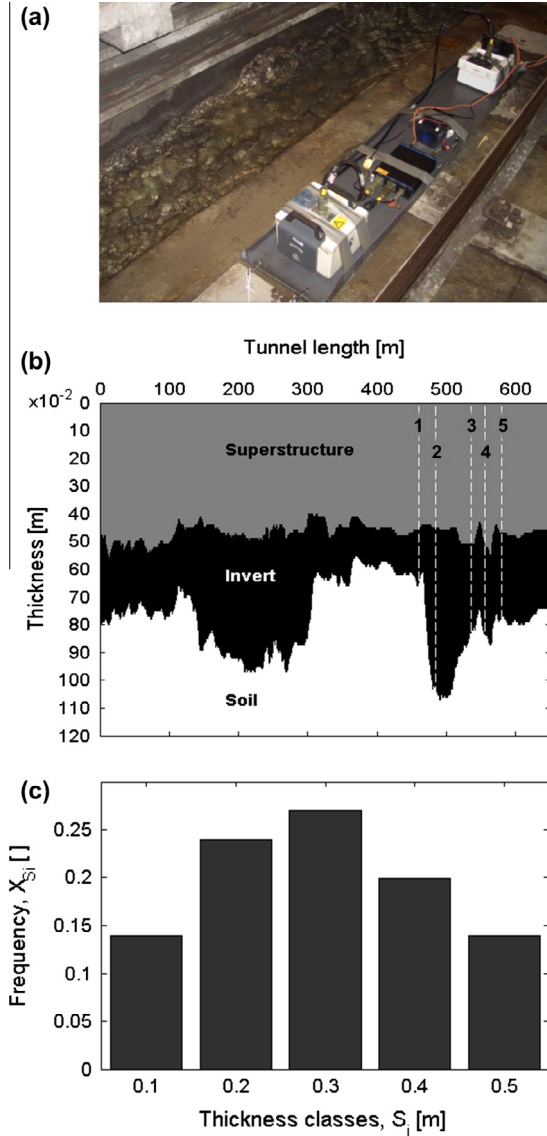 (a)
(b)
Tunnel length [m]
0 100 200 300 400 500 600
x10-2
0
10
20
30
40
50
60
70
80
90
100
110
120
Thickness [m]
Superstructure
Invert
Soil
1
2
3
4
5
(c)
Frequency, XSi [ ]
0.25
0.2
0.15
0.1
0.05
0
0.1 0.2 0.3 0.4 0.5
Thickness classes, Si [m]